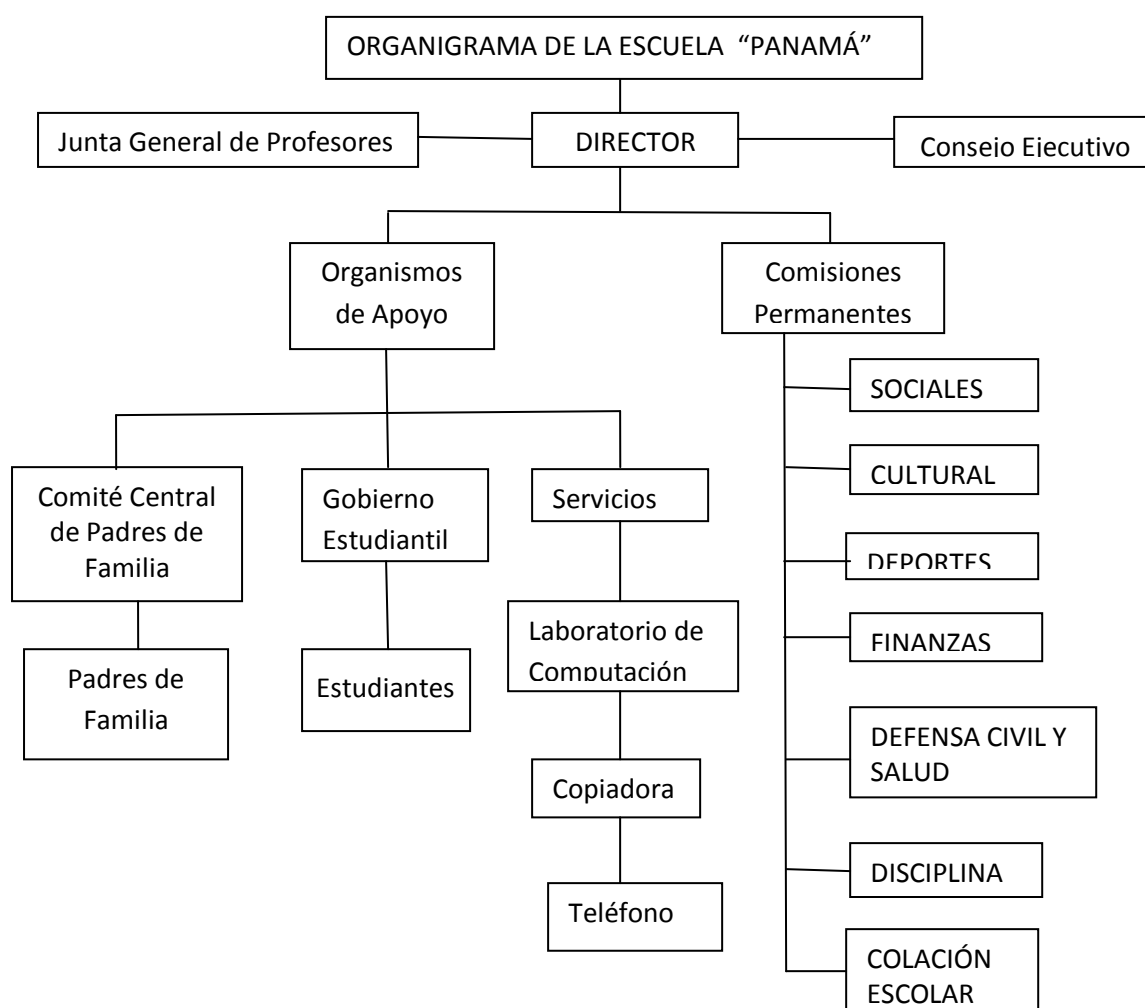 ORGANIGRAMA DE LA ESCUELA “PANAMÁ”
Junta General de Profesores
DIRECTOR
Consejo Ejecutivo
Organismos
de Apoyo
Comisiones
Permanentes
SOCIALES
CULTURAL
DEPORTES
FINANZAS
DEFENSA CIVIL Y
SALUD
DISCIPLINA
COLACIÓN
ESCOLAR
Comité Central
de Padres de
Familia
Gobierno
Estudiantil
Servicios
Padres de
Familia
Estudiantes
Laboratorio de
Computación
Copiadora
Teléfono